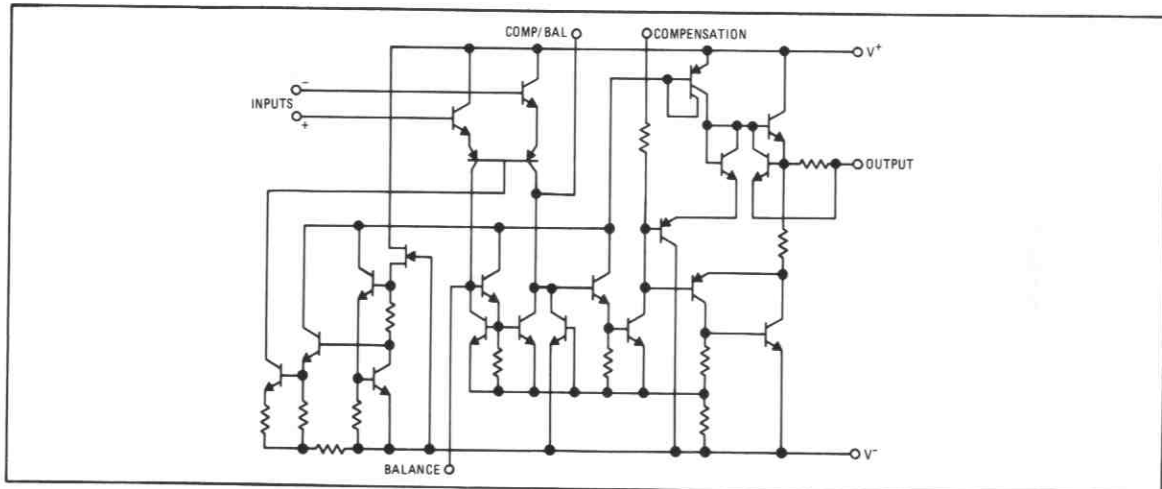 COMP/BAL
COMPENSATION
V+
−
INPUTS
+
OUTPUT
BALANCE
V−